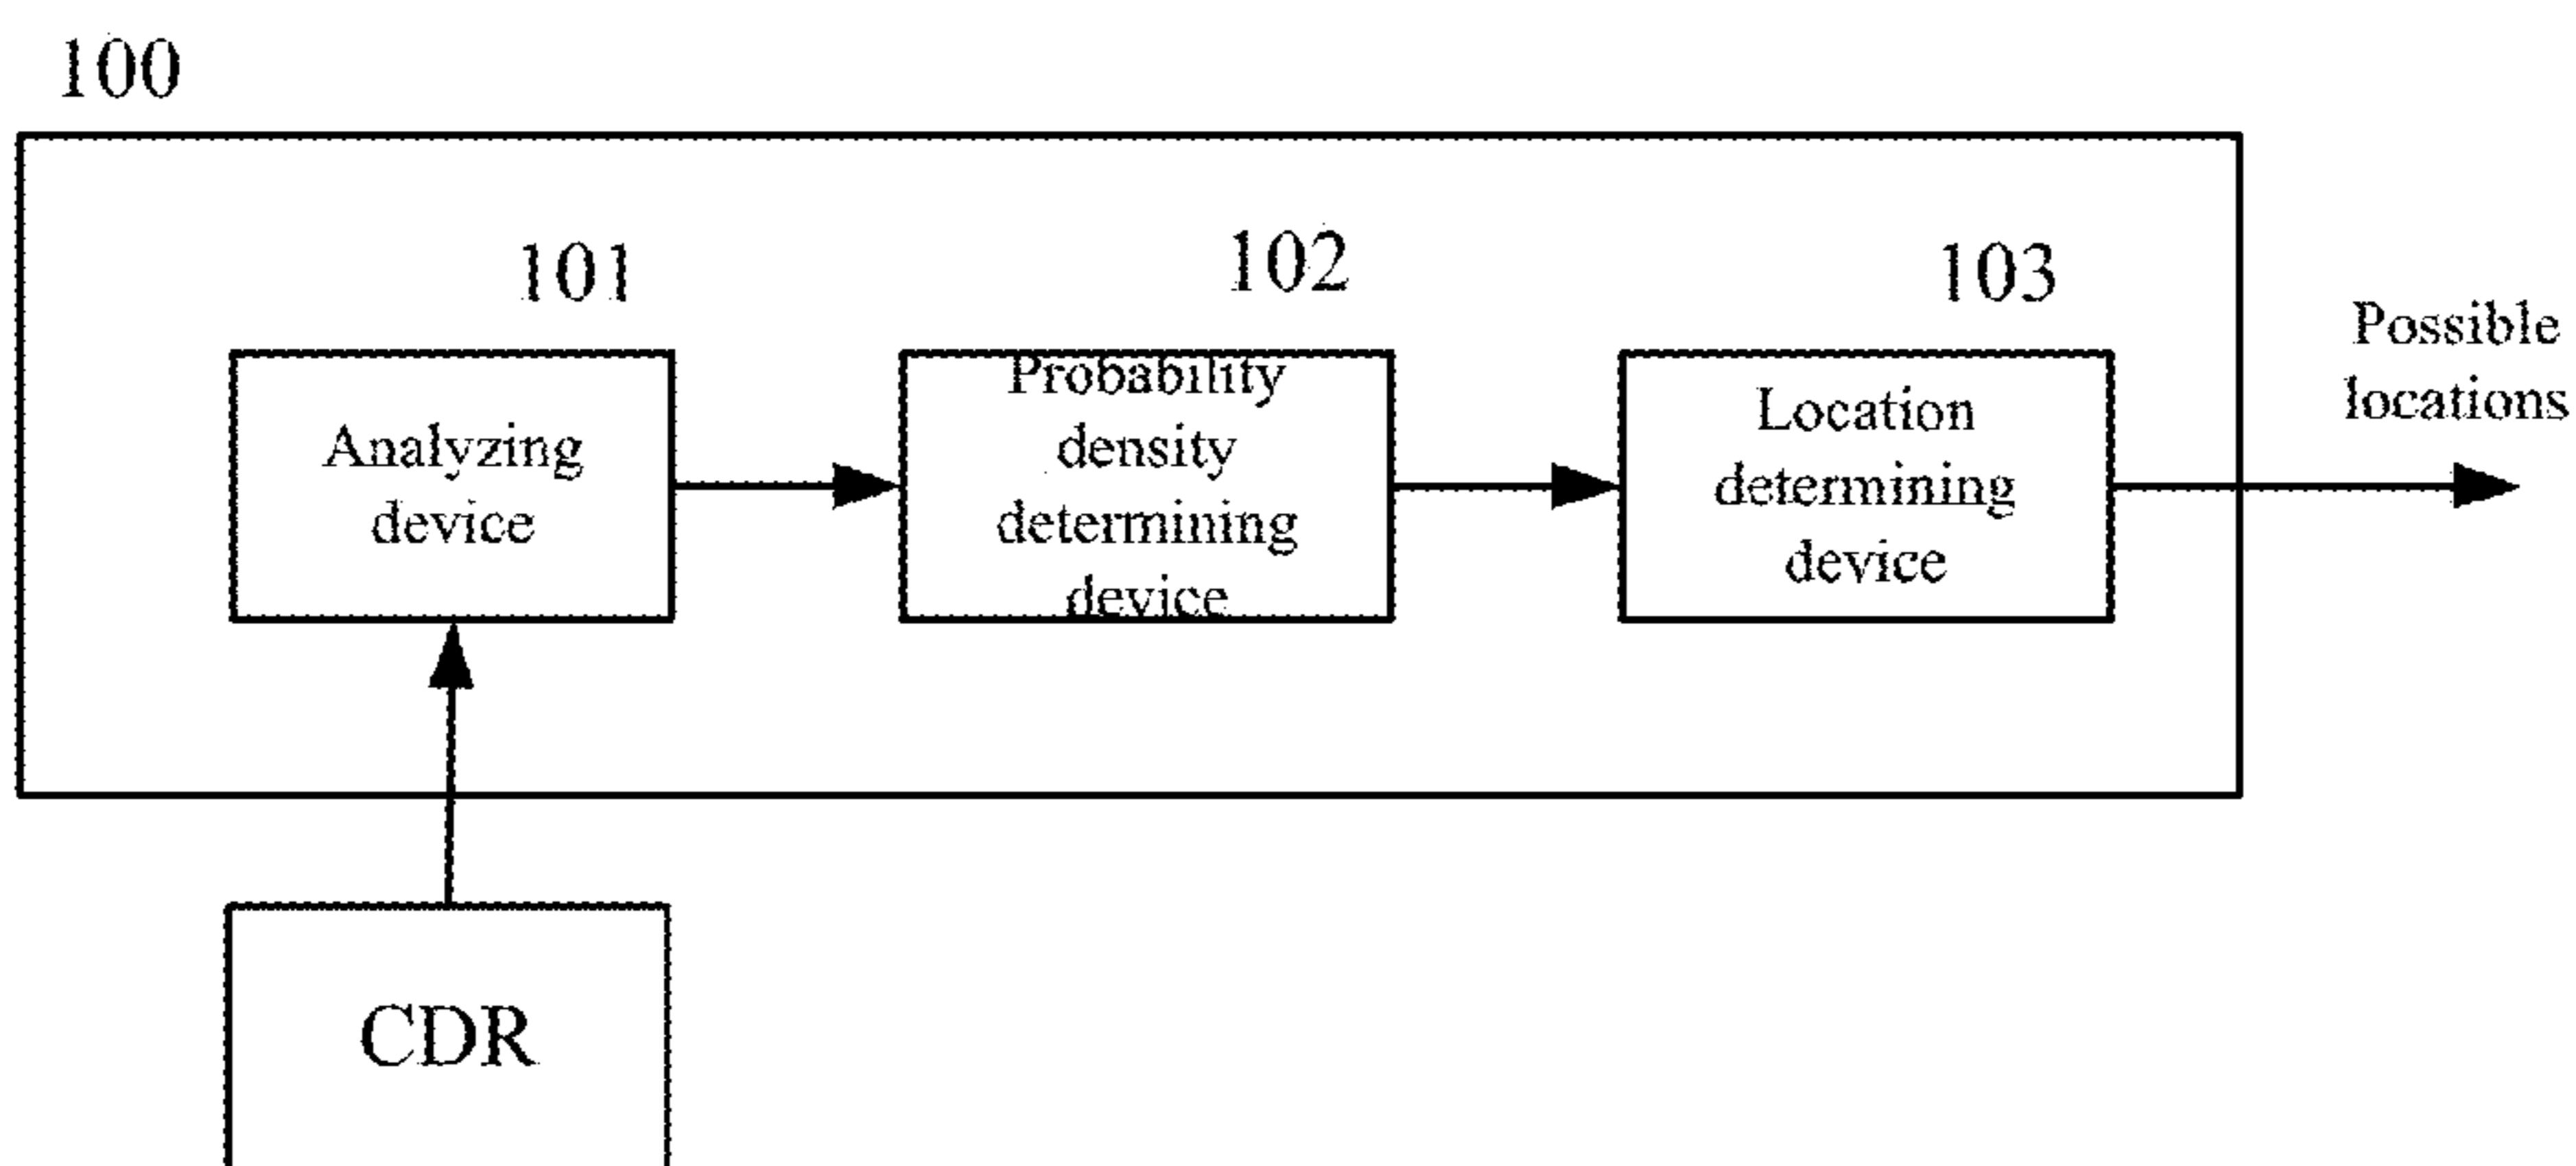 100
101
102
103
Possible
locations
Analyzing
device
Probability
density
determining
device
Location
determining
device
CDR